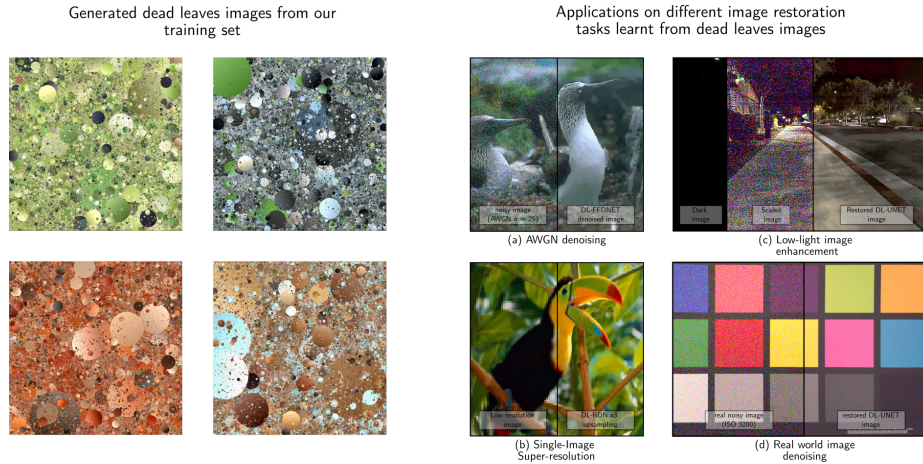 Generated dead leaves images from our
training set
Applications on different image restoration
tasks learnt from dead leaves images
noisy image
(AWGN σ = 25)
DL-FFDNET
denoised image
(a) AWGN denoising
Dark
image
Scaled
image
Restored DL-UNET
image
(c) Low-light image
enhancement
Low resolution
image
DL-RDN x3
upsampling
(b) Single-Image
Super-resolution
real noisy image
(ISO 3200)
restored DL-UNET
image
(d) Real world image
denoising